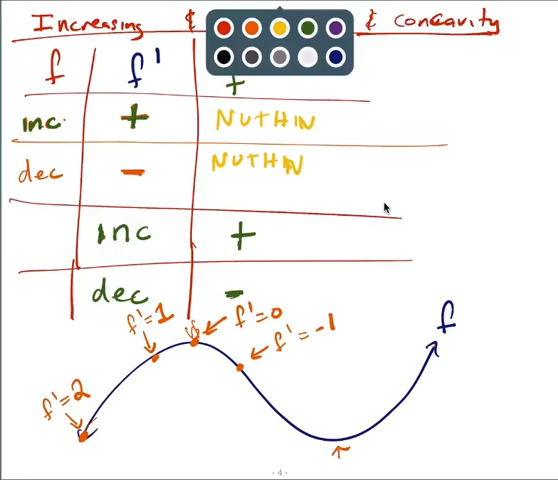 Increasing & & Concavity
f f'
inc. + NUTHIN
dec - NUTHIN
inc +
dec -
f'=1 f'=0 f'=-1 f
f'=2
- 4 -